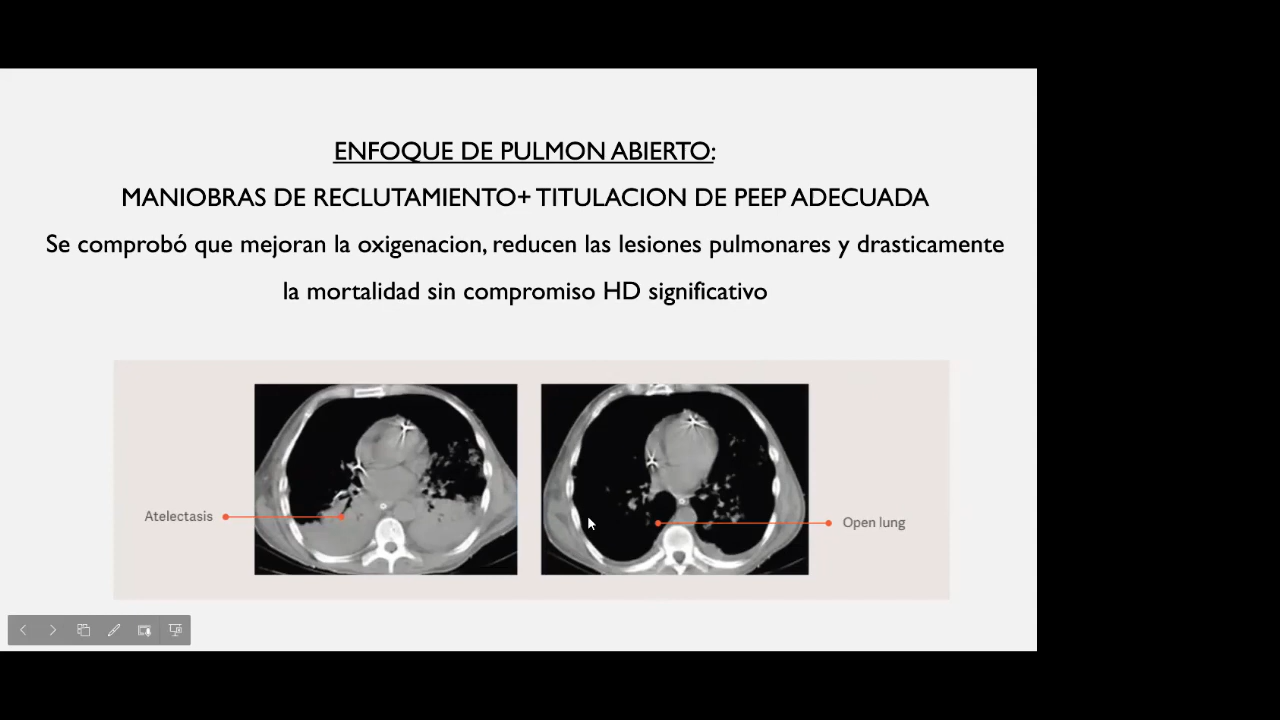 ENFOQUE DE PULMON ABIERTO:
MANIOBRAS DE RECLUTAMIENTO+ TITULACION DE PEEP ADECUADA
Se comprobó que mejoran la oxigenacion, reducen las lesiones pulmonares y drasticamente
la mortalidad sin compromiso HD significativo
Atelectasis
Open lung